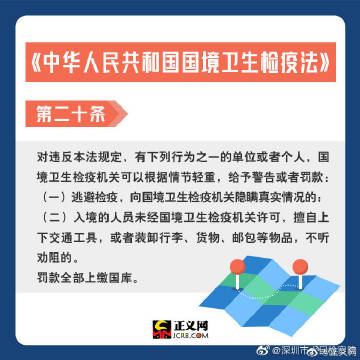 《中华人民共和国国境卫生检疫法》
第二十条
对违反本法规定，有下列行为之一的单位或者个人，国
境卫生检疫机关可以根据情节轻重，给予警告或者罚款：
（一）逃避检疫，向国境卫生检疫机关隐瞒真实情况的；
（二）入境的人员未经国境卫生检疫机关许可，擅自上
下交通工具，或者装卸行李、货物、邮包等物品，不听
劝阻的。
罚款全部上缴国库。
正义网
JCRB.COM